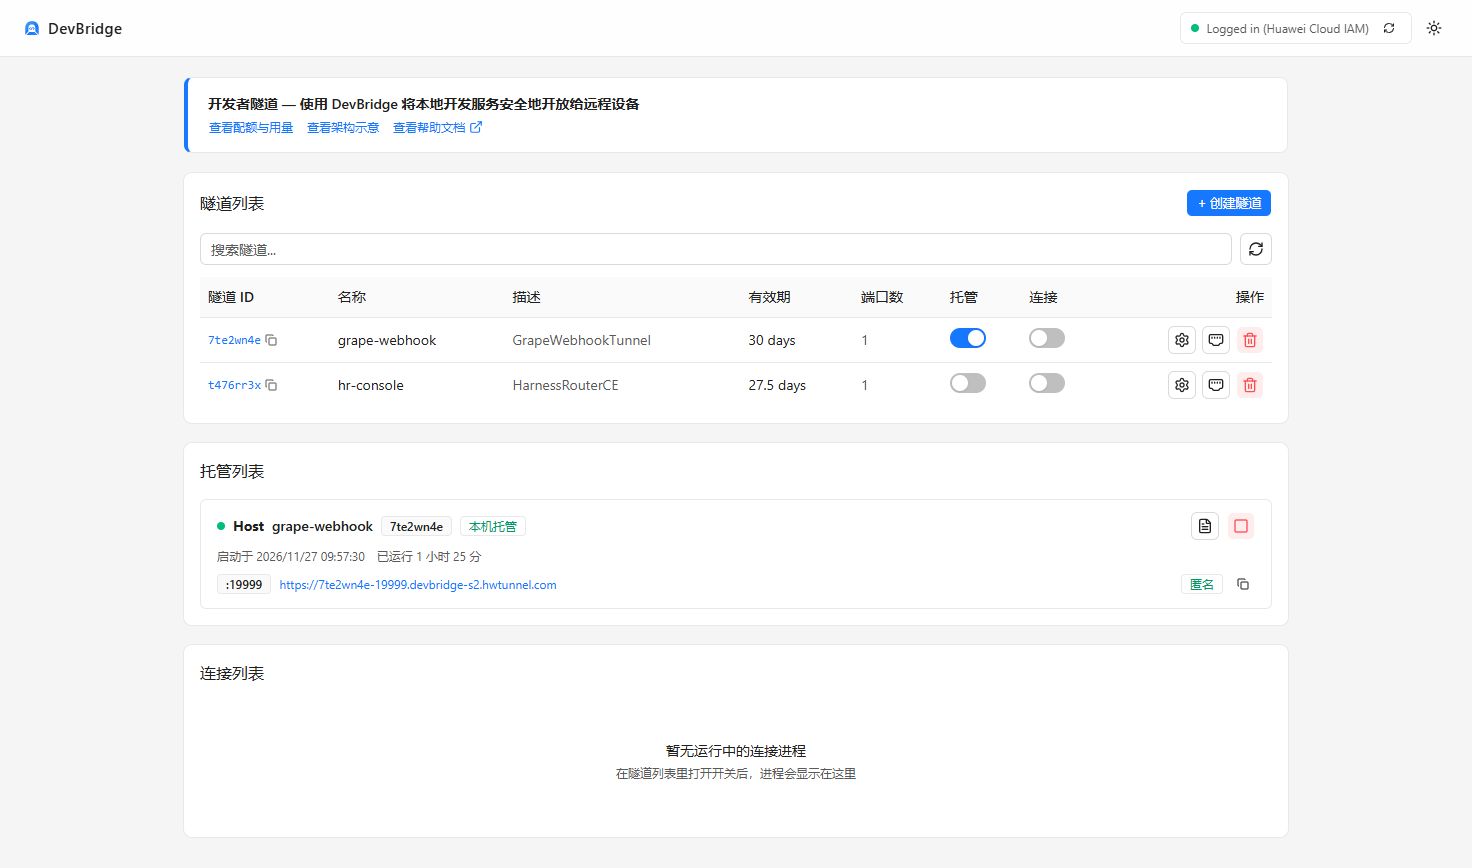 DevBridge
Logged in (Huawei Cloud IAM)
开发者隧道 — 使用 DevBridge 将本地开发服务安全地开放给远程设备
查看配额与用量 查看架构示意 查看帮助文档
隧道列表
+ 创建隧道
搜索隧道...
隧道 ID 名称 描述 有效期 端口数 托管 连接 操作
7te2wn4e grape-webhook GrapeWebhookTunnel 30 days 1
t476rr3x hr-console HarnessRouterCE 27.5 days 1
托管列表
Host grape-webhook 7te2wn4e 本机托管
启动于 2026/11/27 09:57:30 已运行 1 小时 25 分
:19999 https://7te2wn4e-19999.devbridge-s2.hwtunnel.com 匿名
连接列表
暂无运行中的连接进程
在隧道列表里打开开关后，进程会显示在这里